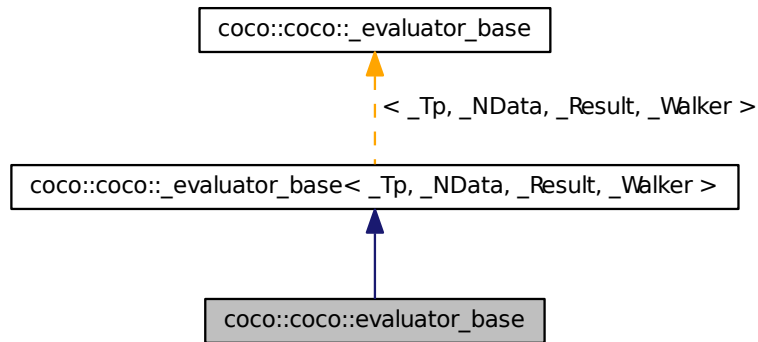 coco::coco::_evaluator_base
< _Tp, _NData, _Result, _Walker >
coco::coco::_evaluator_base< _Tp, _NData, _Result, _Walker >
coco::coco::evaluator_base